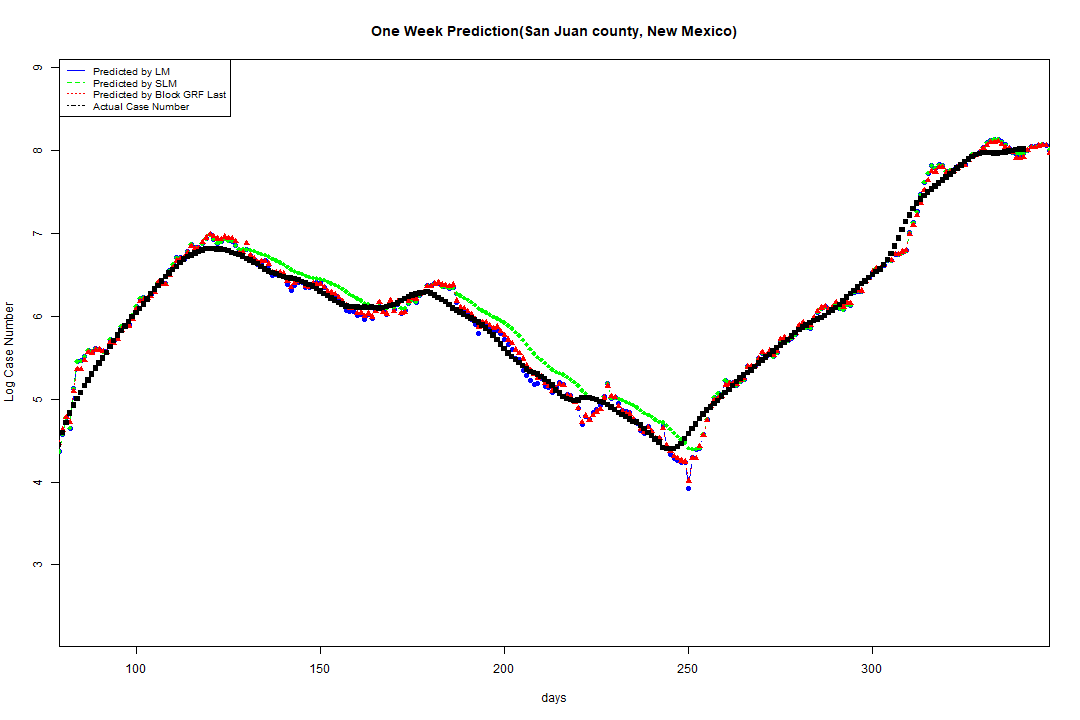 One Week Prediction(San Juan county, New Mexico)
Predicted by LM
Predicted by SLM
Predicted by Block GRF Last
Actual Case Number
9
8
7
6
5
4
3
Log Case Number
100 150 200 250 300
days